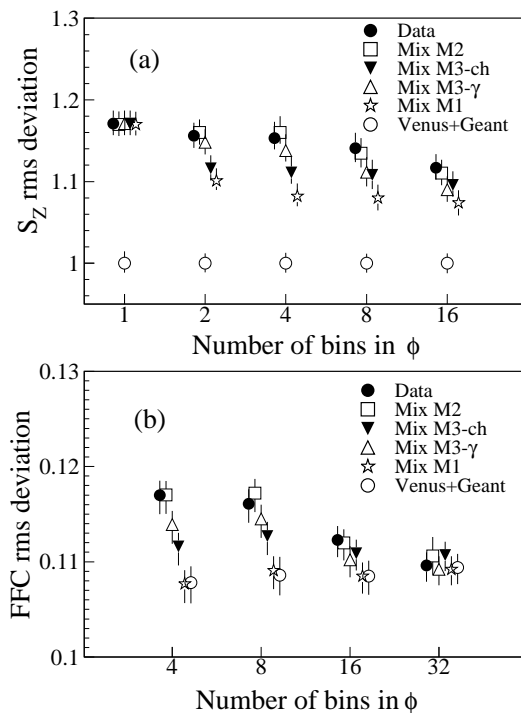 1.3
1.2
1.1
1
S_Z rms deviation
(a)
Data
Mix M2
Mix M3-ch
Mix M3-γ
Mix M1
Venus+Geant
1 2 4 8 16
Number of bins in ϕ
0.13
0.12
0.11
0.1
FFC rms deviation
(b)
Data
Mix M2
Mix M3-ch
Mix M3-γ
Mix M1
Venus+Geant
4 8 16 32
Number of bins in ϕ